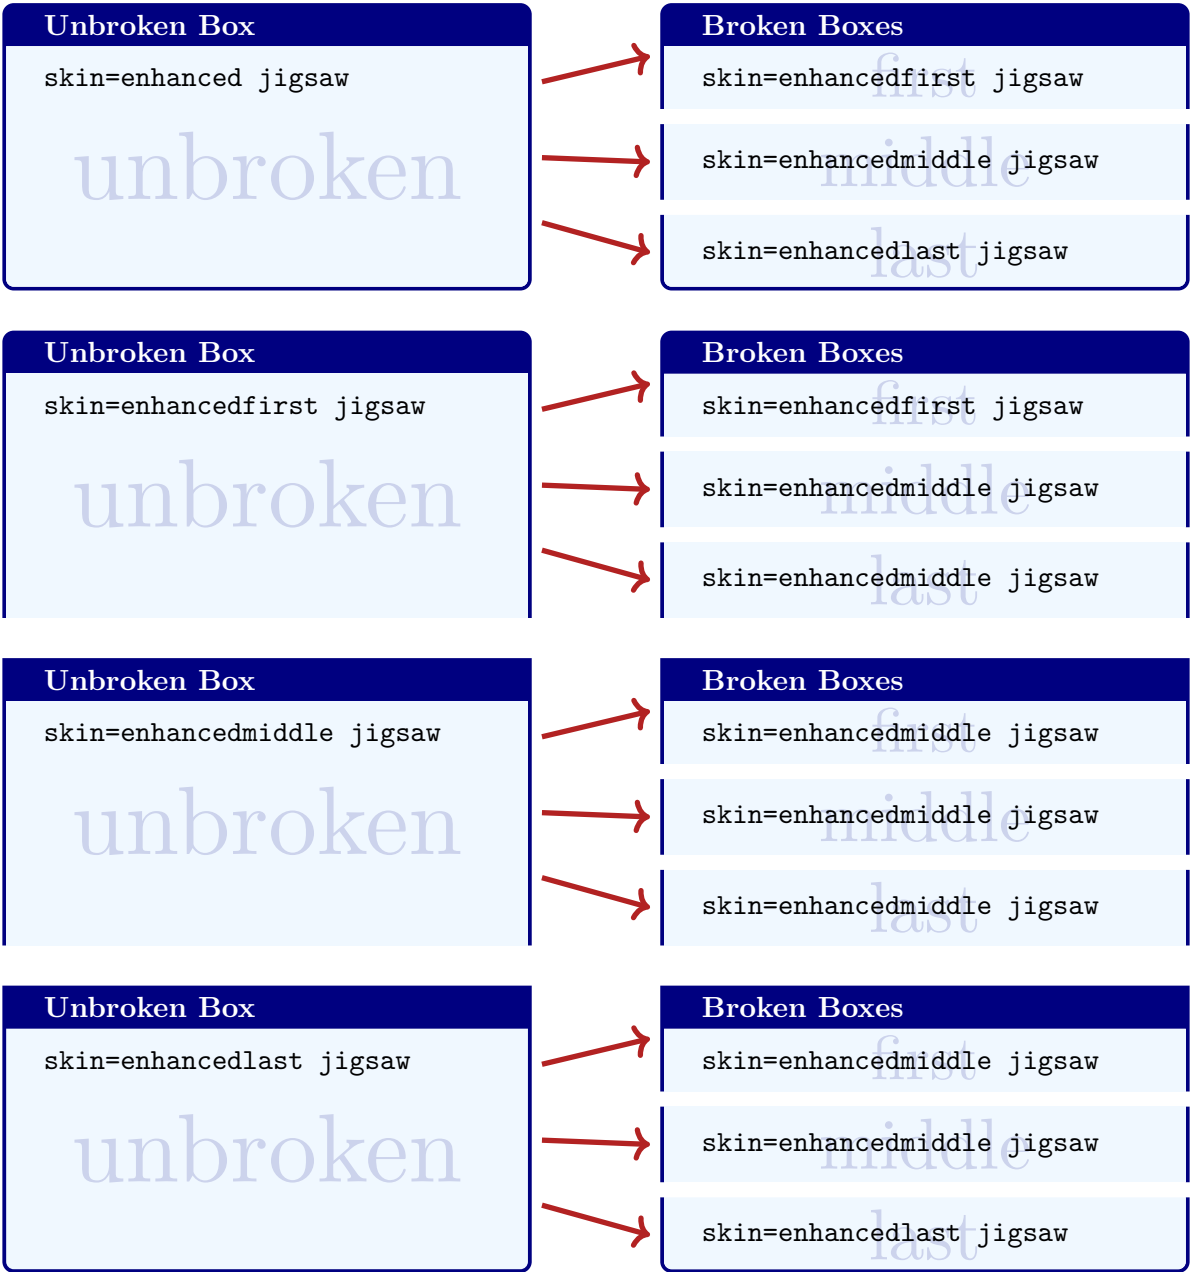 Unbroken Box
skin=enhanced jigsaw
unbroken
Broken Boxes
first
skin=enhancedfirst jigsaw
middle
skin=enhancedmiddle jigsaw
last
skin=enhancedlast jigsaw
Unbroken Box
skin=enhancedfirst jigsaw
unbroken
Broken Boxes
first
skin=enhancedfirst jigsaw
middle
skin=enhancedmiddle jigsaw
last
skin=enhancedmiddle jigsaw
Unbroken Box
skin=enhancedmiddle jigsaw
unbroken
Broken Boxes
first
skin=enhancedmiddle jigsaw
middle
skin=enhancedmiddle jigsaw
last
skin=enhancedmiddle jigsaw
Unbroken Box
skin=enhancedlast jigsaw
unbroken
Broken Boxes
first
skin=enhancedmiddle jigsaw
middle
skin=enhancedmiddle jigsaw
last
skin=enhancedlast jigsaw